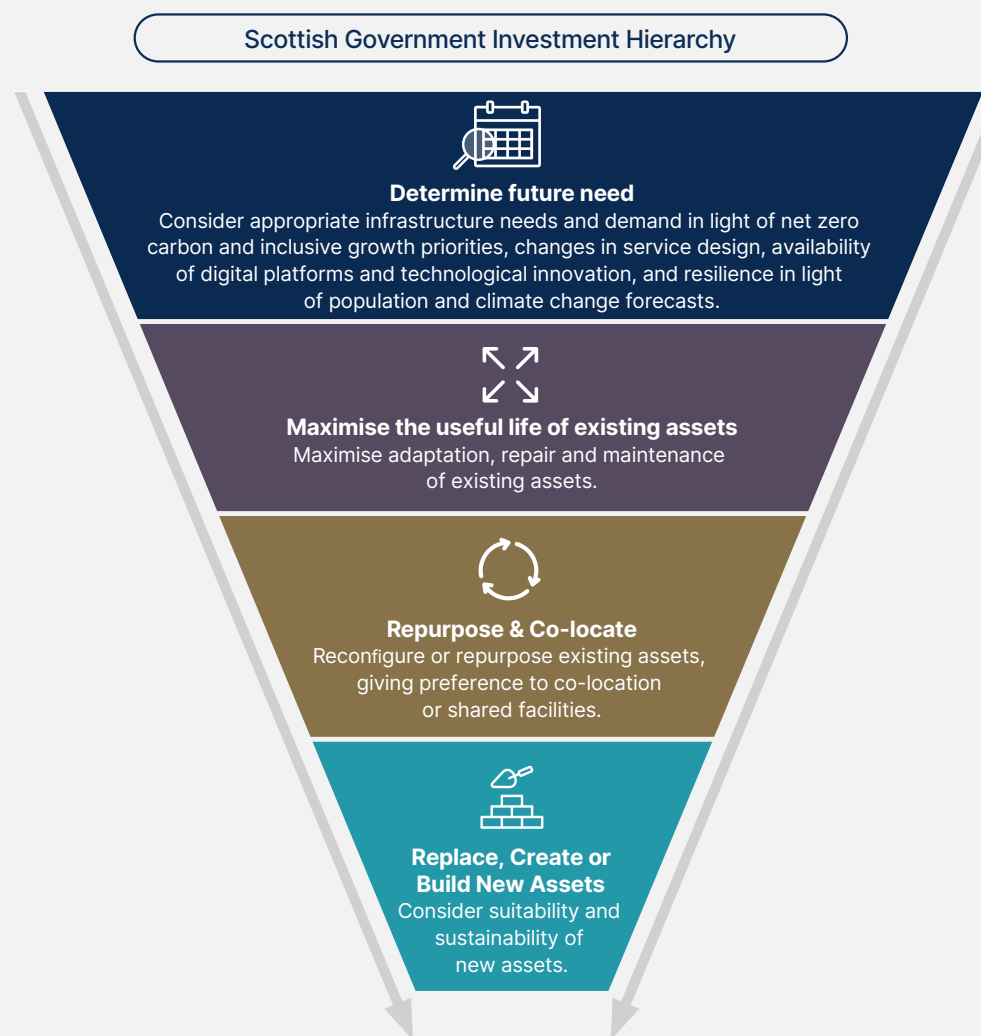 Scottish Government Investment Hierarchy
Determine future need
Consider appropriate infrastructure needs and demand in light of net zero
carbon and inclusive growth priorities, changes in service design, availability
of digital platforms and technological innovation, and resilience in light
of population and climate change forecasts.
Maximise the useful life of existing assets
Maximise adaptation, repair and maintenance
of existing assets.
Repurpose & Co-locate
Reconfigure or repurpose existing assets,
giving preference to co-location
or shared facilities.
Replace, Create or
Build New Assets
Consider suitability and
sustainability of
new assets.